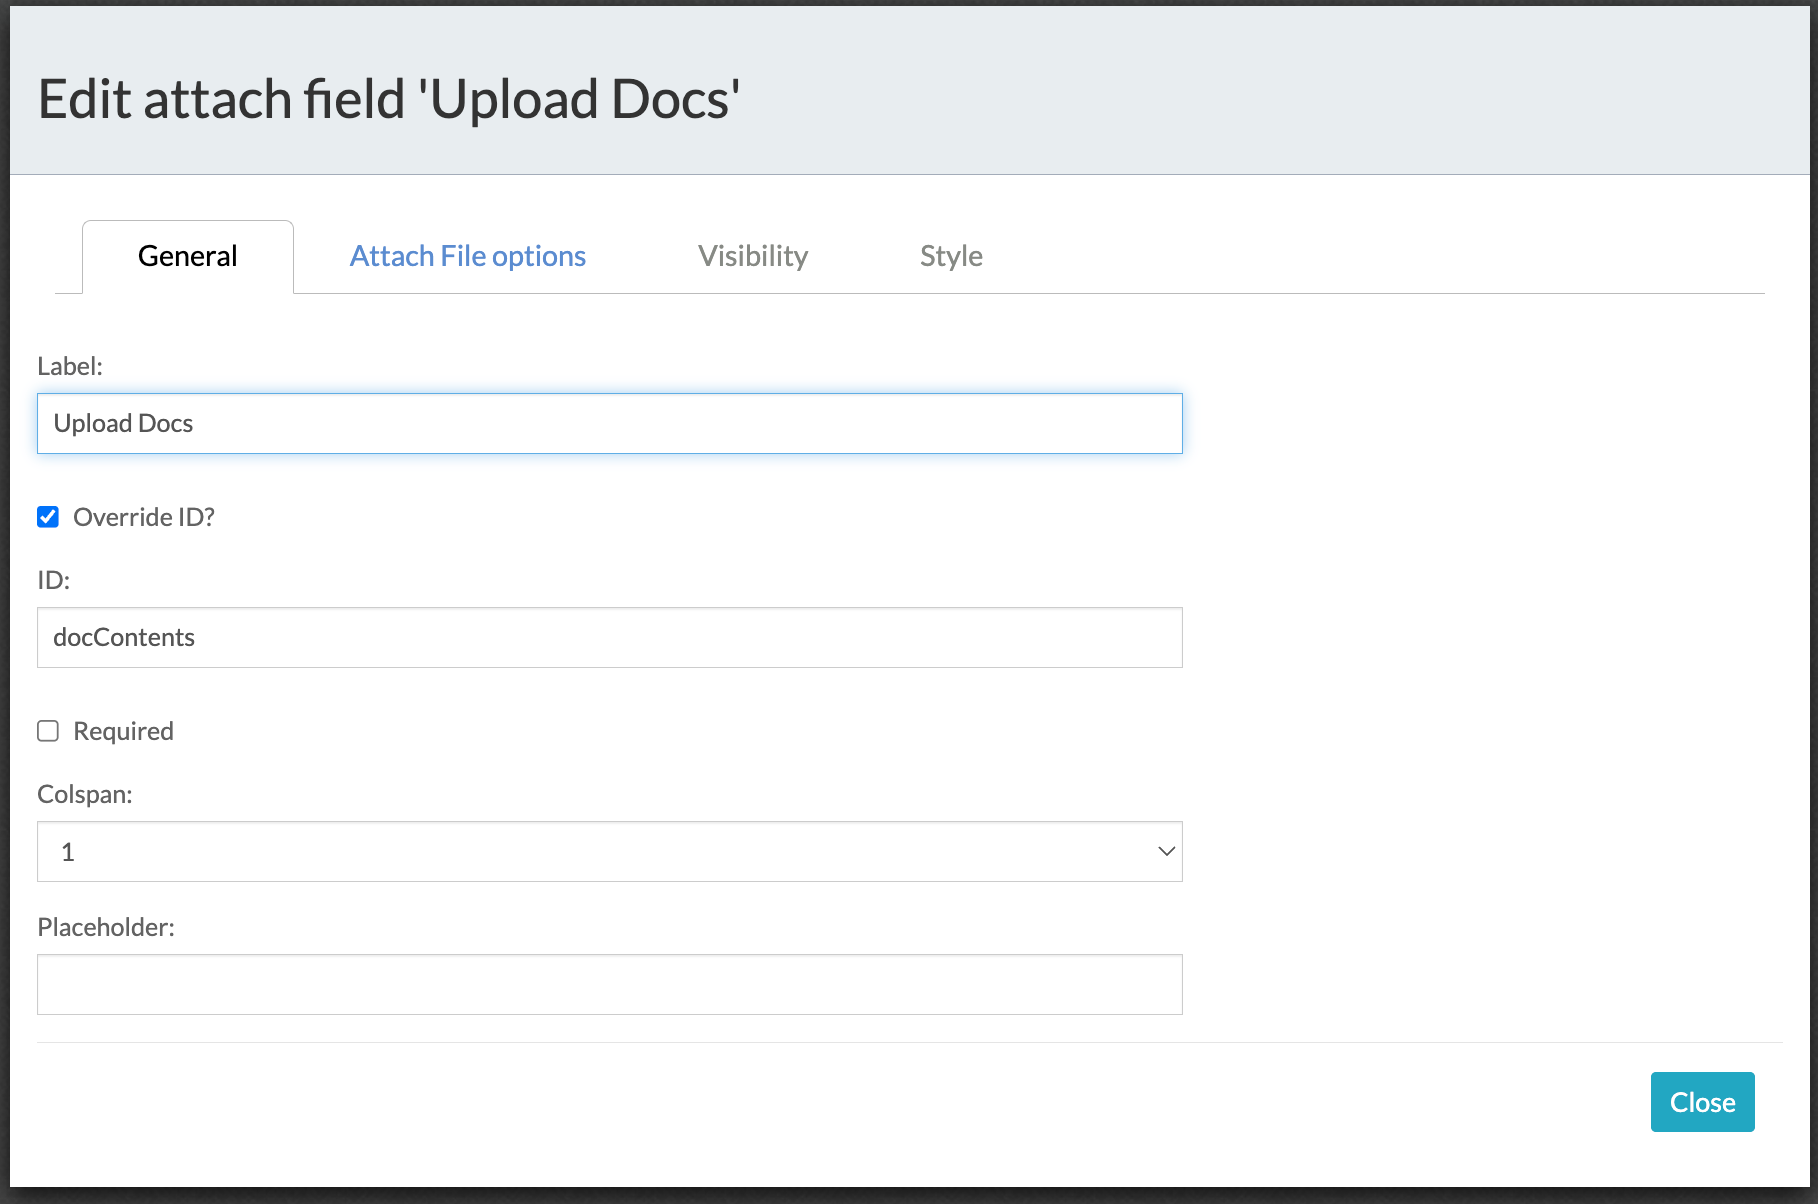 Edit attach field 'Upload Docs'
General Attach File options Visibility Style
Label:
Upload Docs
Override ID?
ID:
docContents
Required
Colspan:
1
Placeholder:
Close